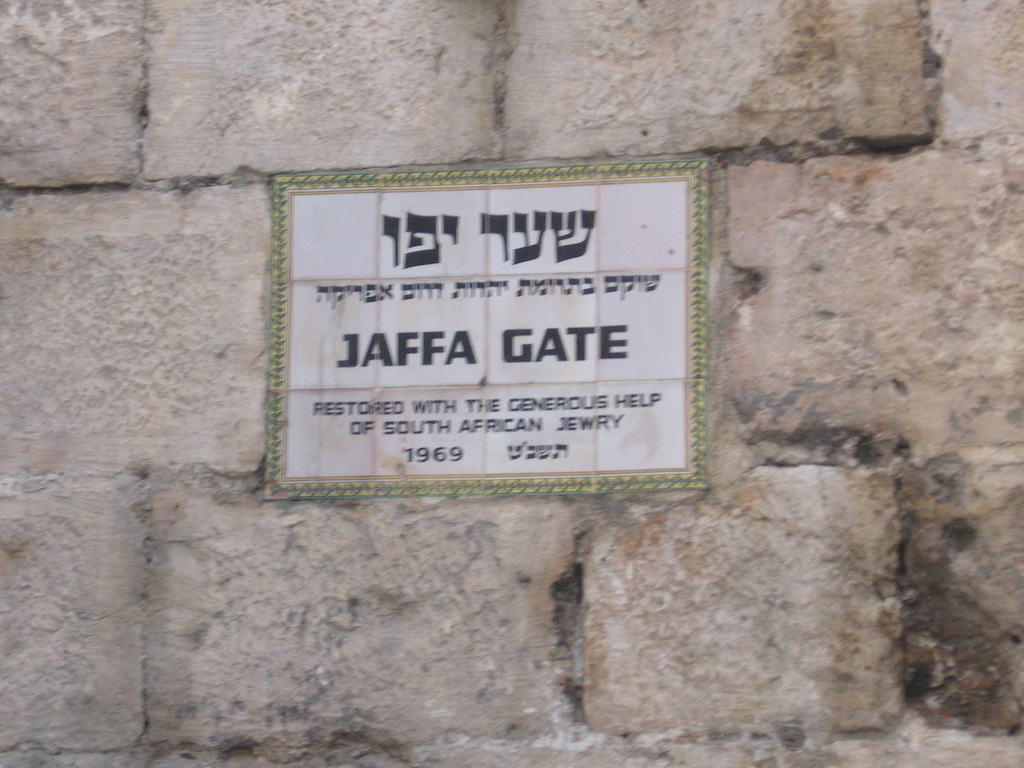 שער יפו
שוקם בתרומת יהדות דרום אפריקה
JAFFA GATE
RESTORED WITH THE GENEROUS HELP
OF SOUTH AFRICAN JEWRY
1969 תשכ"ט